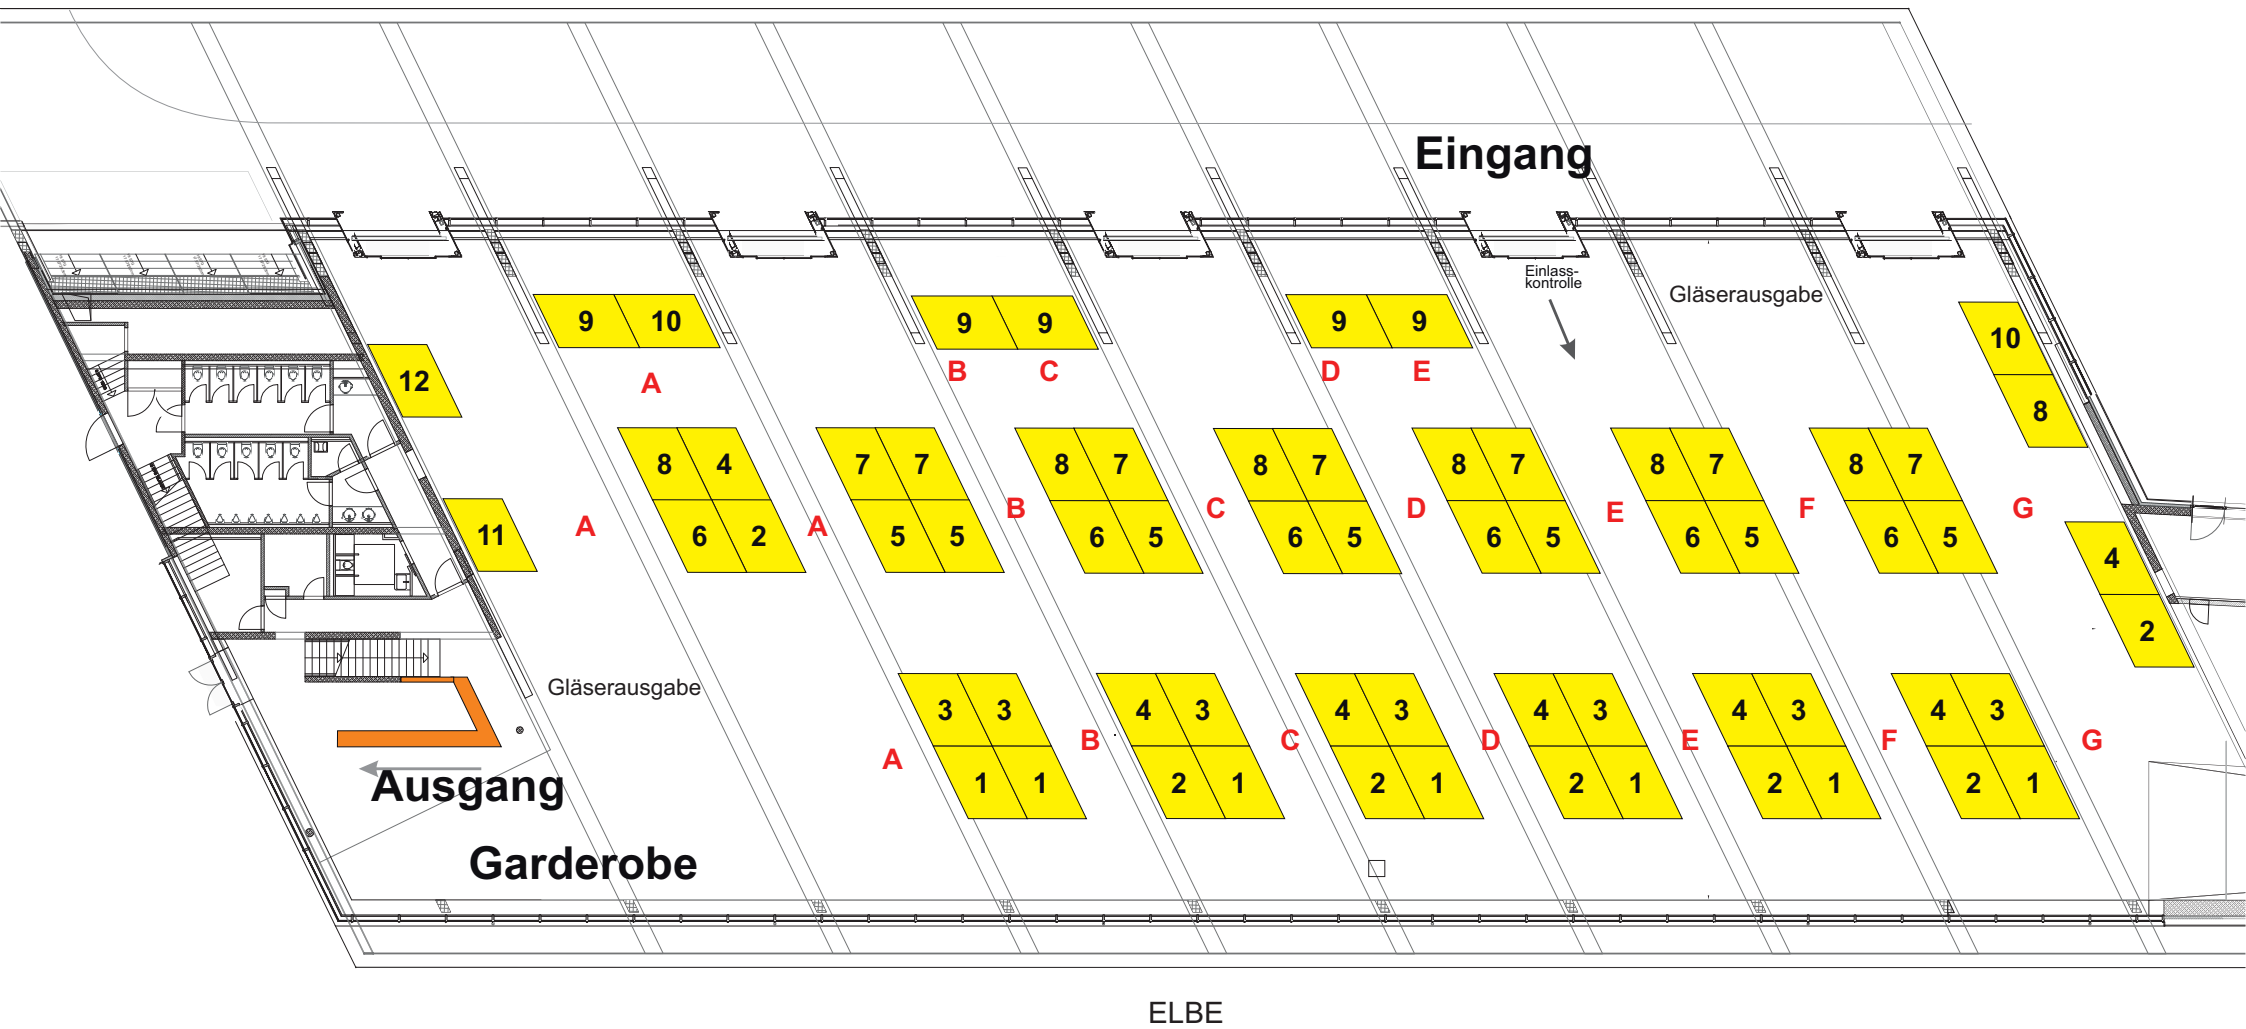 Eingang
Einlass-
kontrolle
Gläserausgabe
9 10
9 9
9 9
10
8
12
A
B C
D E
8 4
6 2
7 7
5 5
8 7
6 5
8 7
6 5
8 7
6 5
8 7
6 5
8 7
6 5
11
A A B C D E F G
4
2
Gläserausgabe
3 3
1 1
4 3
2 1
4 3
2 1
4 3
2 1
4 3
2 1
4 3
2 1
A B C D E F G
Ausgang
Garderobe
ELBE